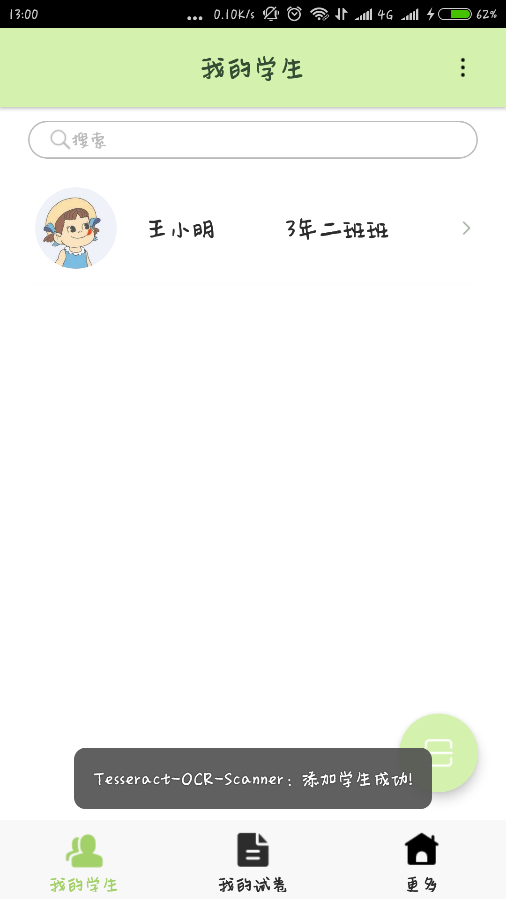 13:00 ... 0.10K/s 4G 62%
我的学生
搜索
王小明 3年二班班
Tesseract-OCR-Scanner：添加学生成功!
我的学生 我的试卷 更多